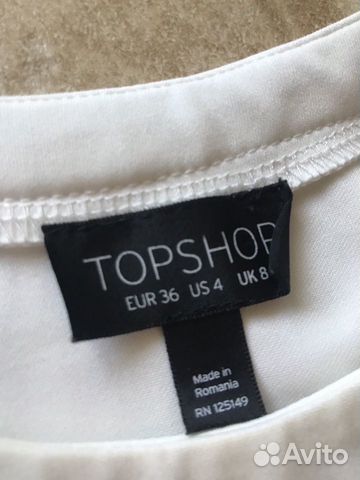 TOPSHOP
EUR 36 US 4 UK 8
Made in
Romania
RN 125149
Avito